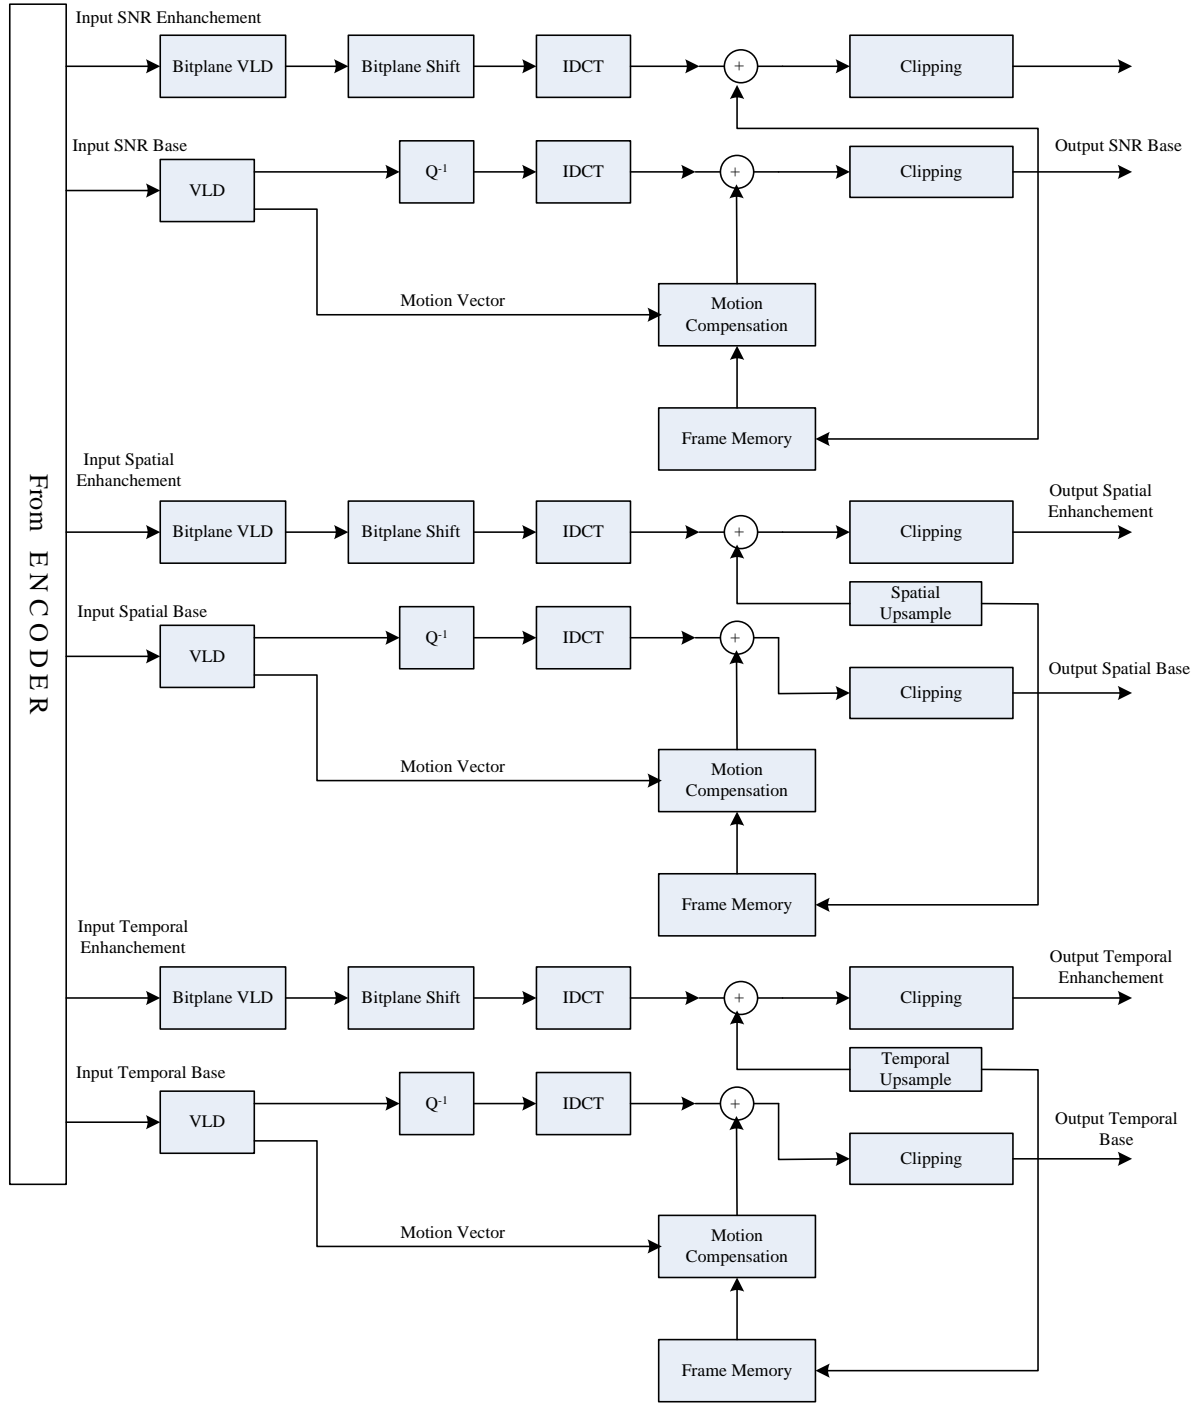 Input SNR Enhanchement
Bitplane VLD
Bitplane Shift
IDCT
+
Clipping
Input SNR Base
VLD
Q-1
IDCT
+
Clipping
Output SNR Base
Motion Vector
Motion
Compensation
Frame Memory
From ENCODER
Input Spatial
Enhanchement
Bitplane VLD
Bitplane Shift
IDCT
+
Clipping
Output Spatial
Enhanchement
Spatial
Upsample
Input Spatial Base
VLD
Q-1
IDCT
+
Clipping
Output Spatial Base
Motion Vector
Motion
Compensation
Frame Memory
Input Temporal
Enhanchement
Bitplane VLD
Bitplane Shift
IDCT
+
Clipping
Output Temporal
Enhanchement
Temporal
Upsample
Input Temporal Base
VLD
Q-1
IDCT
+
Clipping
Output Temporal
Base
Motion Vector
Motion
Compensation
Frame Memory